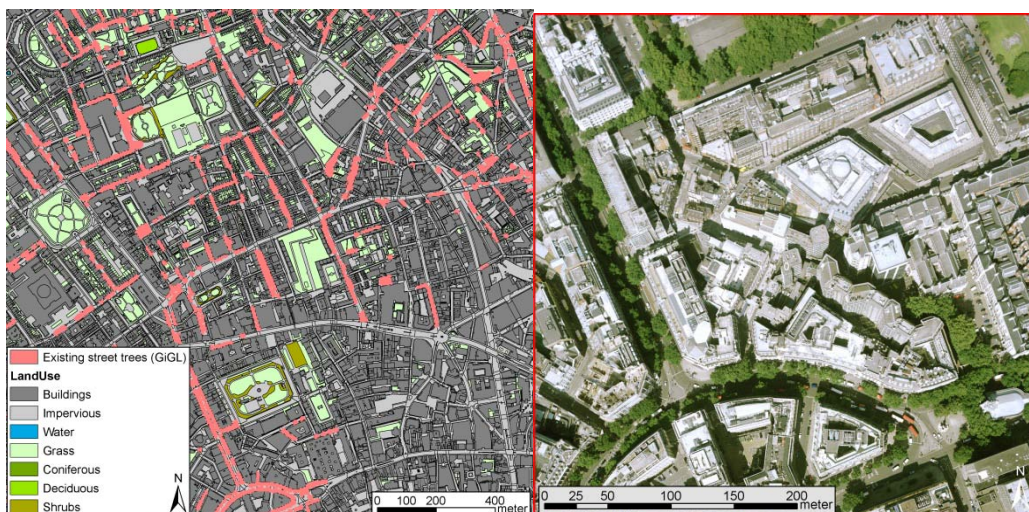 Existing street trees (GiGL)
LandUse
Buildings
Impervious
Water
Grass
Coniferous
Deciduous
Shrubs
N
0 100 200 400
meter
N
0 25 50 100 150 200
meter